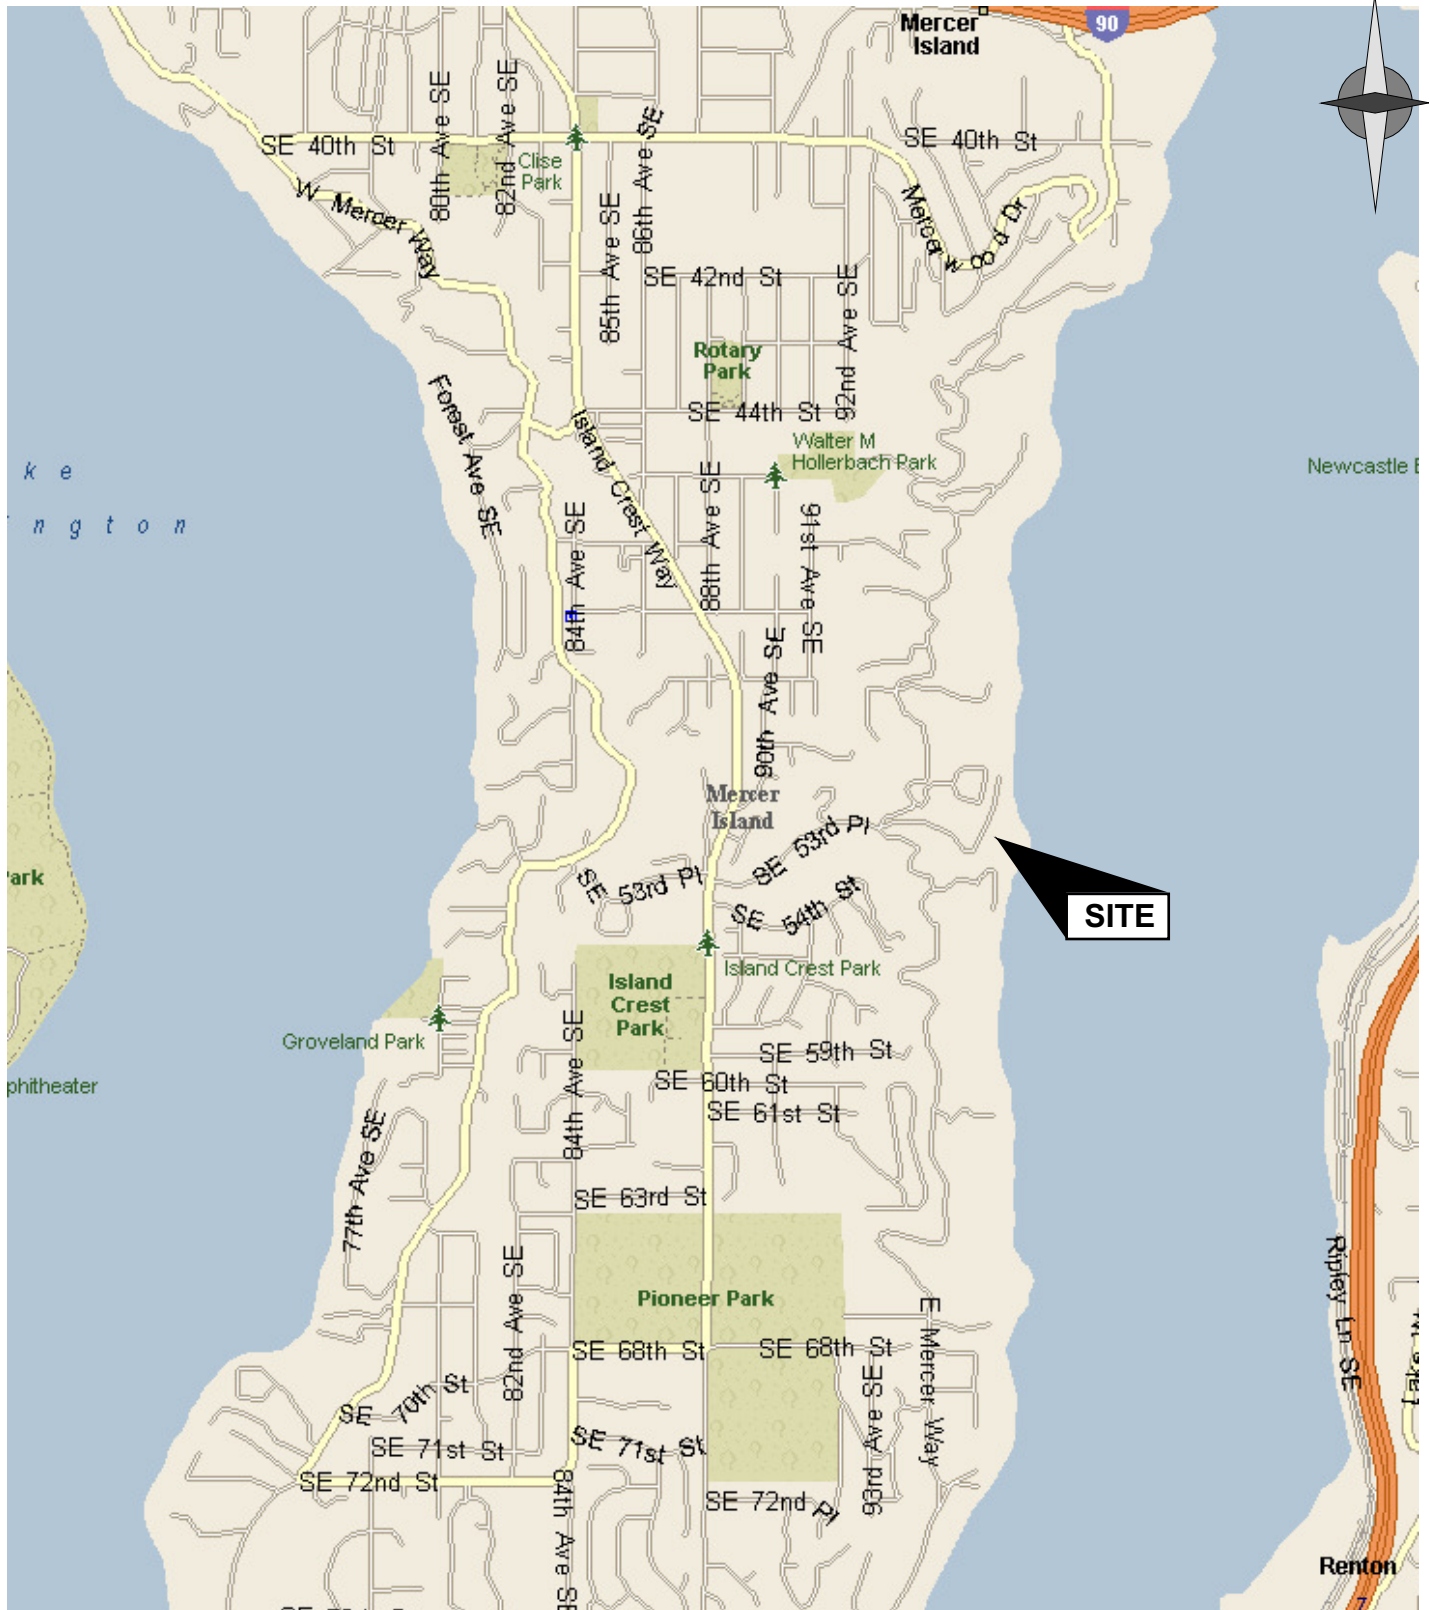 Mercer
Island
90
SE 40th St
80th Ave SE
82nd Ave SE
Clise
Park
86th Ave SE
SE 40th St
W Mercer Way
85th Ave SE
Mercerwood Dr
SE 42nd St
92nd Ave SE
Rotary
Park
SE 44th St
Forest Ave SE
Island Crest Way
Walter M
Hollerbach Park
Newcastle
k e
n g t o n
84th Ave SE
88th Ave SE
91st Ave SE
90th Ave SE
Mercer
Island
SE 53rd Pl
SE 53rd Pl
SE 54th St
SITE
ark
Island Crest Park
Island
Crest
Park
Groveland Park
84th Ave SE
SE 59th St
SE 60th St
SE 61st St
phitheater
77th Ave SE
SE 63rd St
82nd Ave SE
Pioneer Park
E Mercer Way
Ripley Ln SE
SE 68th St
SE 68th St
SE 70th St
93rd Ave SE
SE 71st St
SE 71st St
SE 72nd St
84th Ave SE
SE 72nd Pl
Renton
7